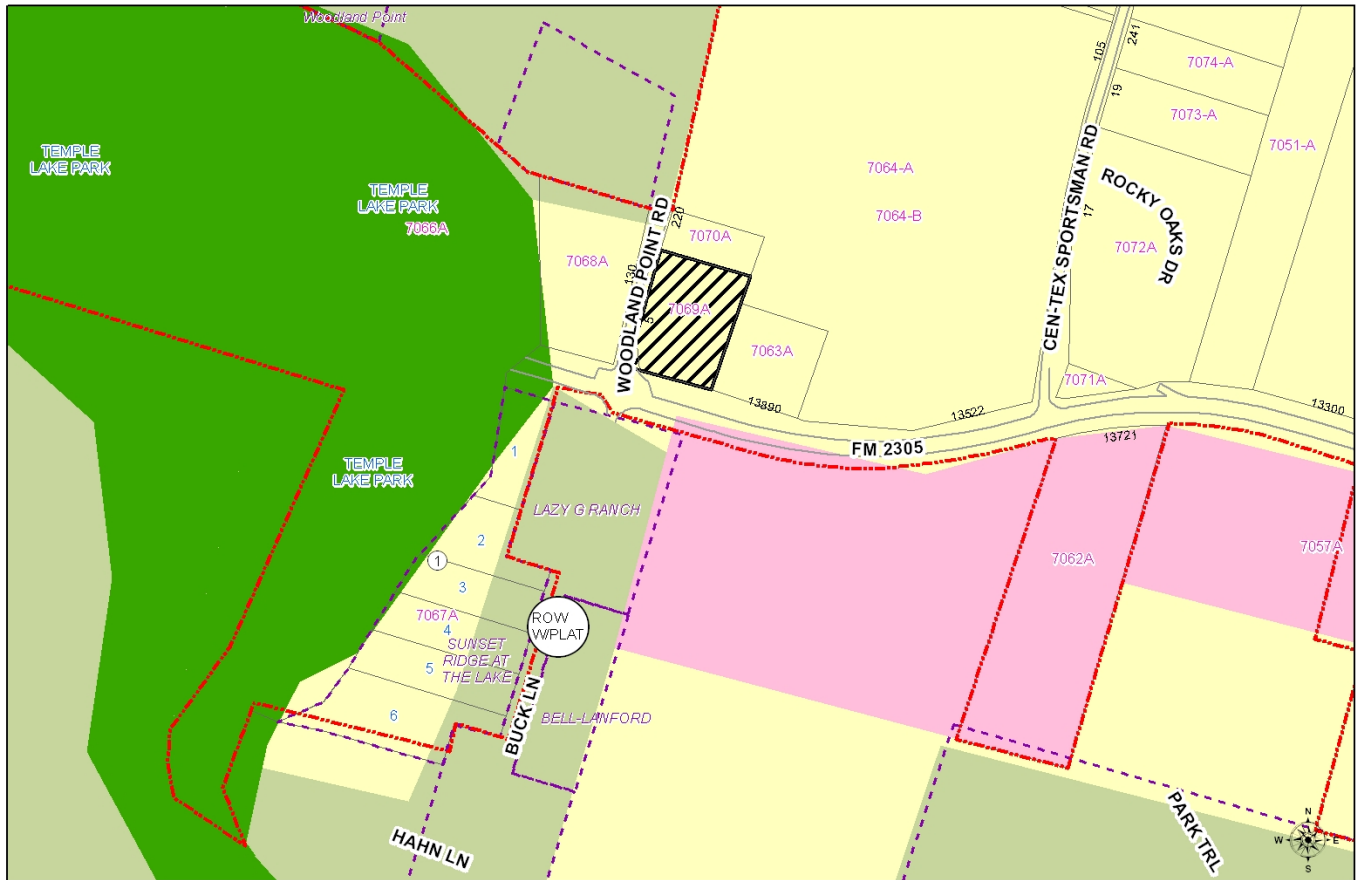 Woodland Point
TEMPLE
LAKE PARK
TEMPLE
LAKE PARK
7066A
7068A
130
WOODLAND POINT RD
220
7070A
7069A
5
7063A
7064-A
7064-B
105
241
19
17
CEN-TEX SPORTSMAN RD
ROCKY OAKS DR
7074-A
7073-A
7051-A
7072A
7071A
13890
13522
13721
13300
FM 2305
TEMPLE
LAKE PARK
1
2
1
3
7067A
4
5
6
LAZY G RANCH
ROW
W/PLAT
SUNSET
RIDGE AT
THE LAKE
BUCK LN
BELL-LANFORD
HAHN LN
7062A
7057A
PARK TRL
N
W
E
S